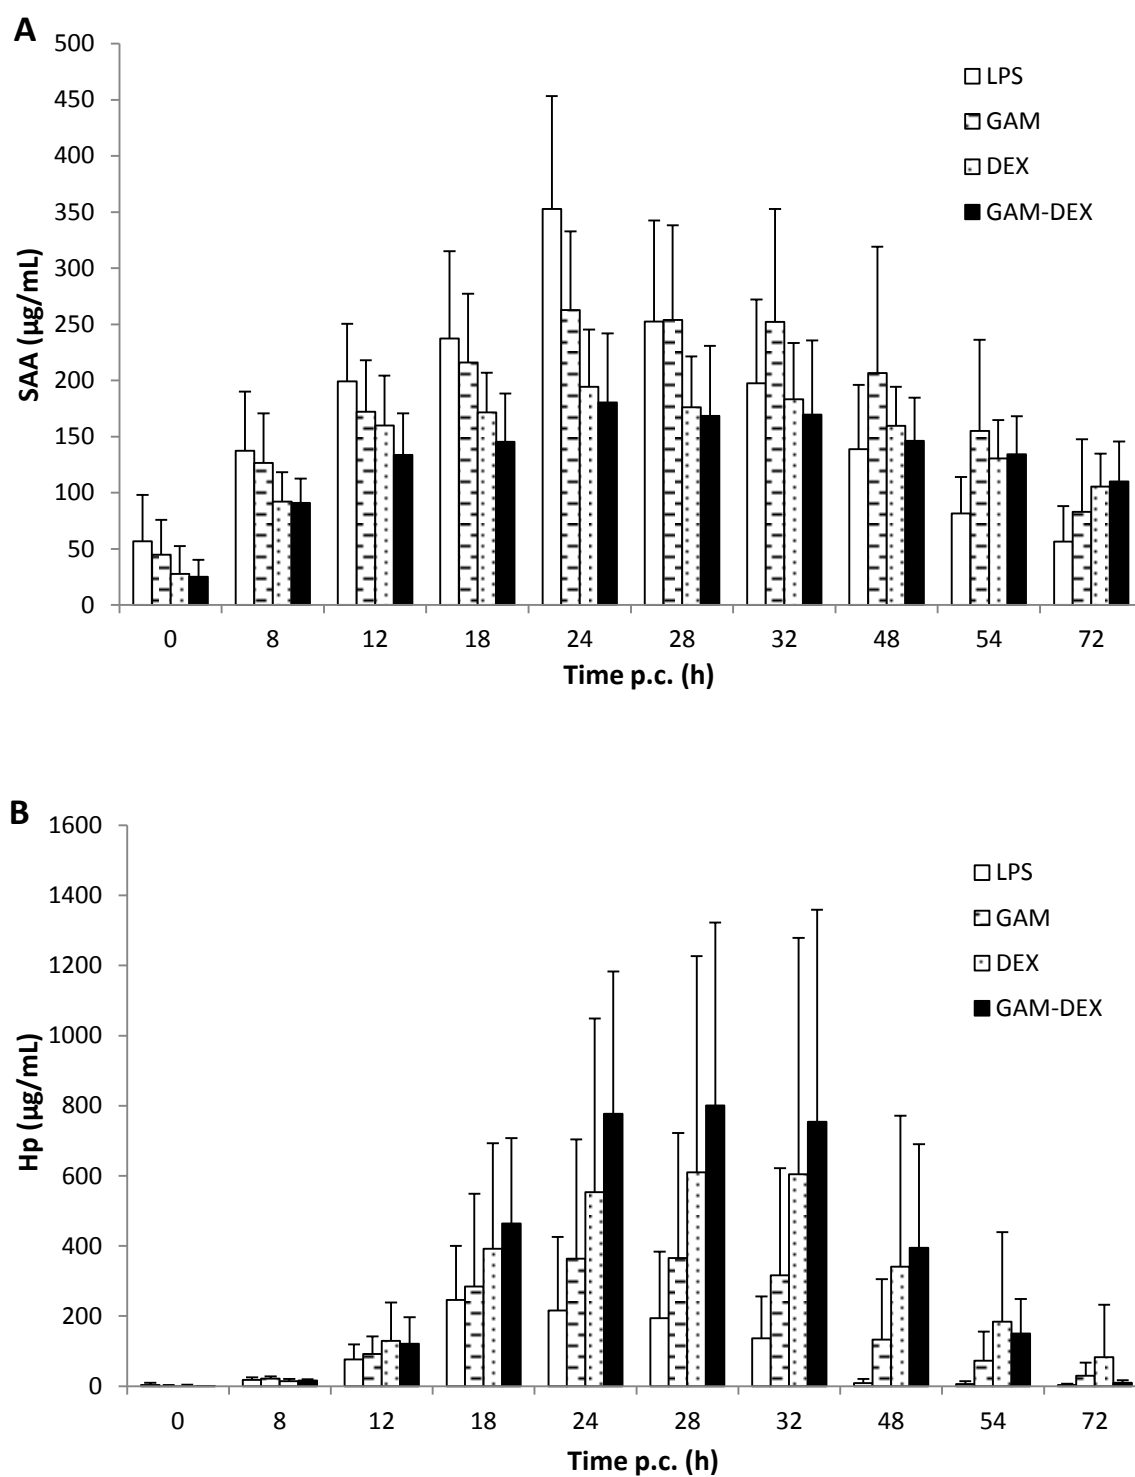 A
500
450
400
350
300
250
200
150
100
50
0
SAA (µg/mL)
LPS
GAM
DEX
GAM-DEX
0 8 12 18 24 28 32 48 54 72
Time p.c. (h)
B
1600
1400
1200
1000
800
600
400
200
0
Hp (µg/mL)
LPS
GAM
DEX
GAM-DEX
0 8 12 18 24 28 32 48 54 72
Time p.c. (h)